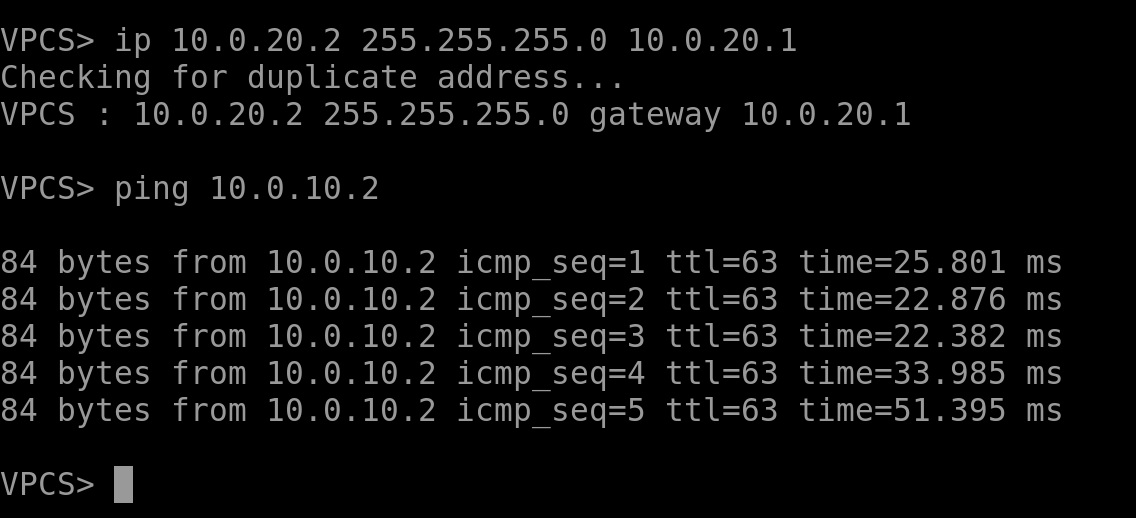 VPCS> ip 10.0.20.2 255.255.255.0 10.0.20.1
Checking for duplicate address...
VPCS : 10.0.20.2 255.255.255.0 gateway 10.0.20.1
VPCS> ping 10.0.10.2
84 bytes from 10.0.10.2 icmp_seq=1 ttl=63 time=25.801 ms
84 bytes from 10.0.10.2 icmp_seq=2 ttl=63 time=22.876 ms
84 bytes from 10.0.10.2 icmp_seq=3 ttl=63 time=22.382 ms
84 bytes from 10.0.10.2 icmp_seq=4 ttl=63 time=33.985 ms
84 bytes from 10.0.10.2 icmp_seq=5 ttl=63 time=51.395 ms
VPCS>